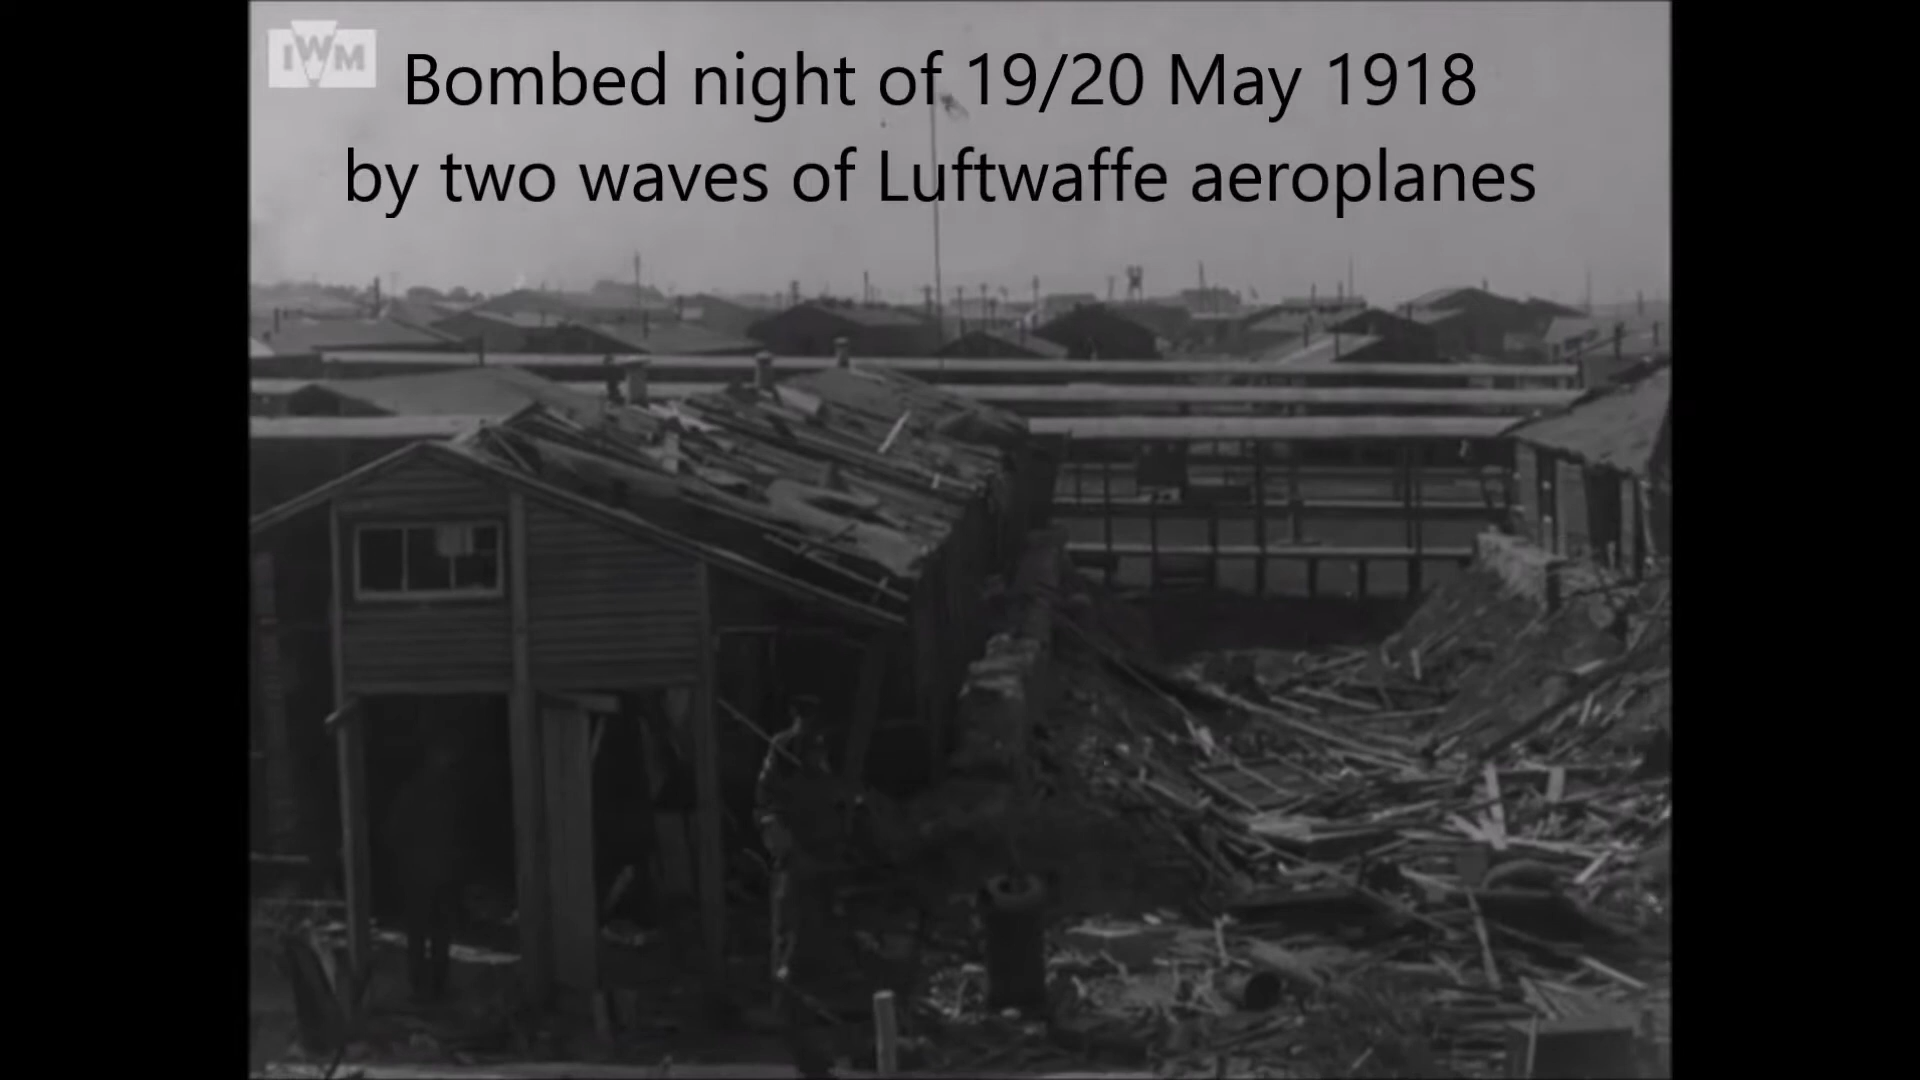 IWM
Bombed night of 19/20 May 1918
by two waves of Luftwaffe aeroplanes